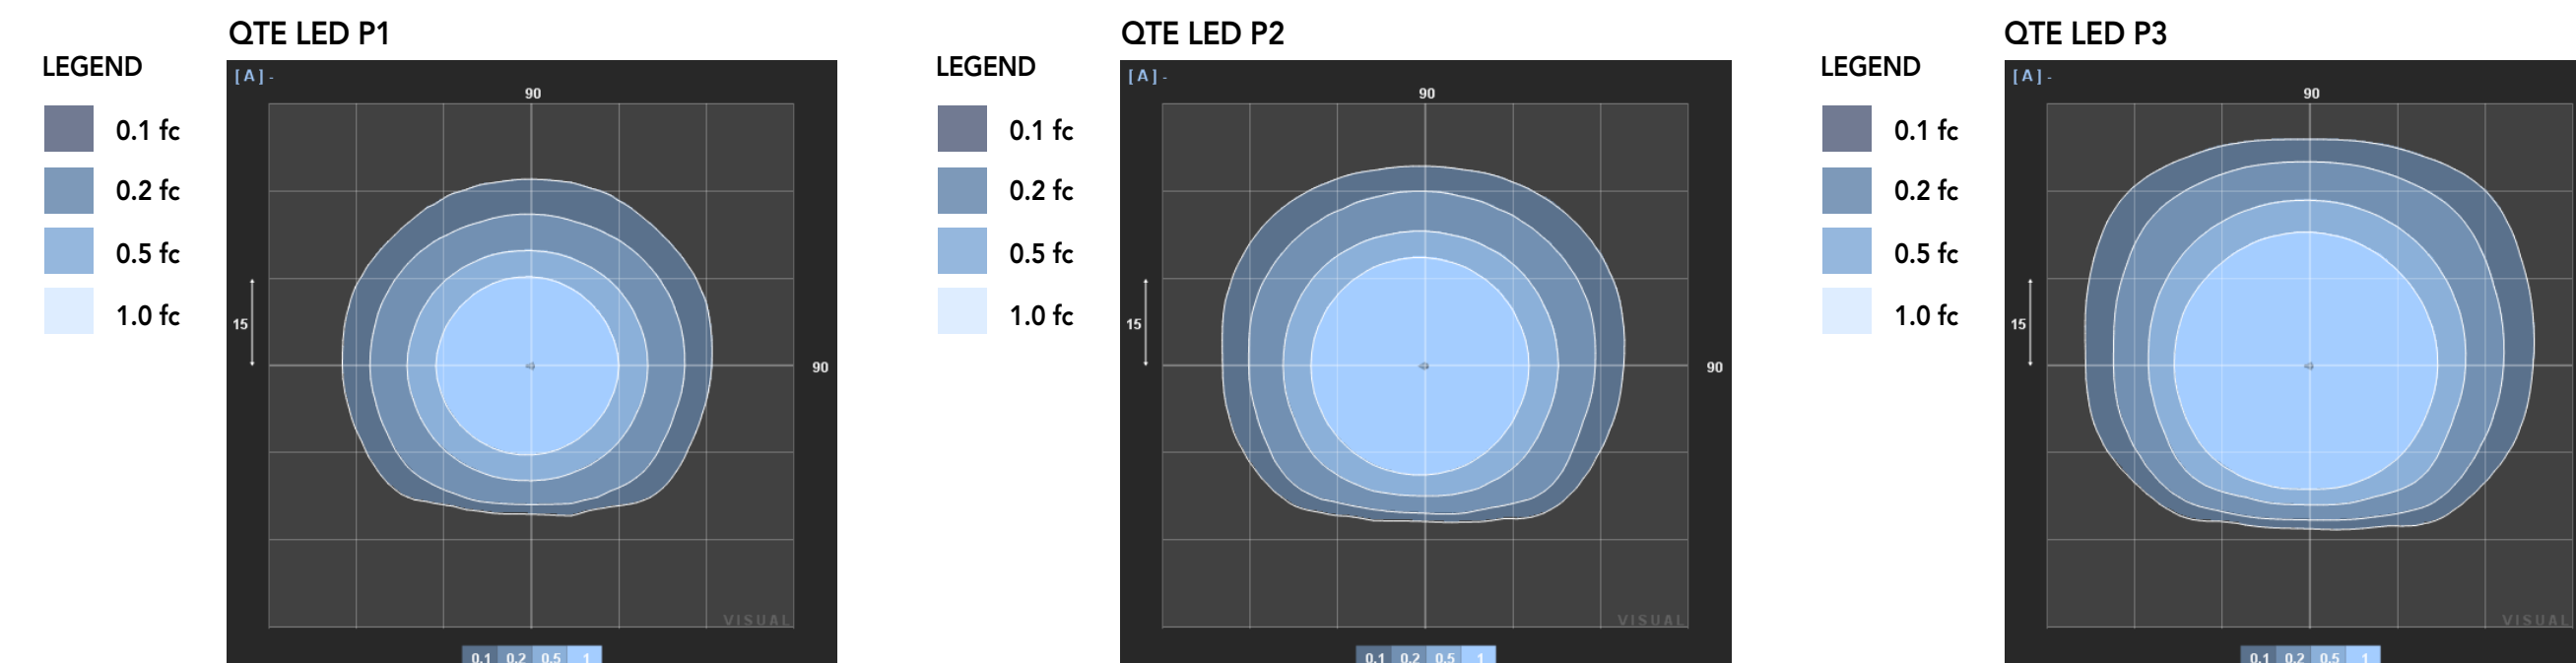 QTE LED P1
LEGEND
0.1 fc
0.2 fc
0.5 fc
1.0 fc
[ A ] -
90
15
90
VISUAL
0.1 0.2 0.5 1
QTE LED P2
LEGEND
0.1 fc
0.2 fc
0.5 fc
1.0 fc
[ A ] -
90
15
90
VISUAL
0.1 0.2 0.5 1
QTE LED P3
LEGEND
0.1 fc
0.2 fc
0.5 fc
1.0 fc
[ A ] -
90
15
VISUAL
0.1 0.2 0.5 1